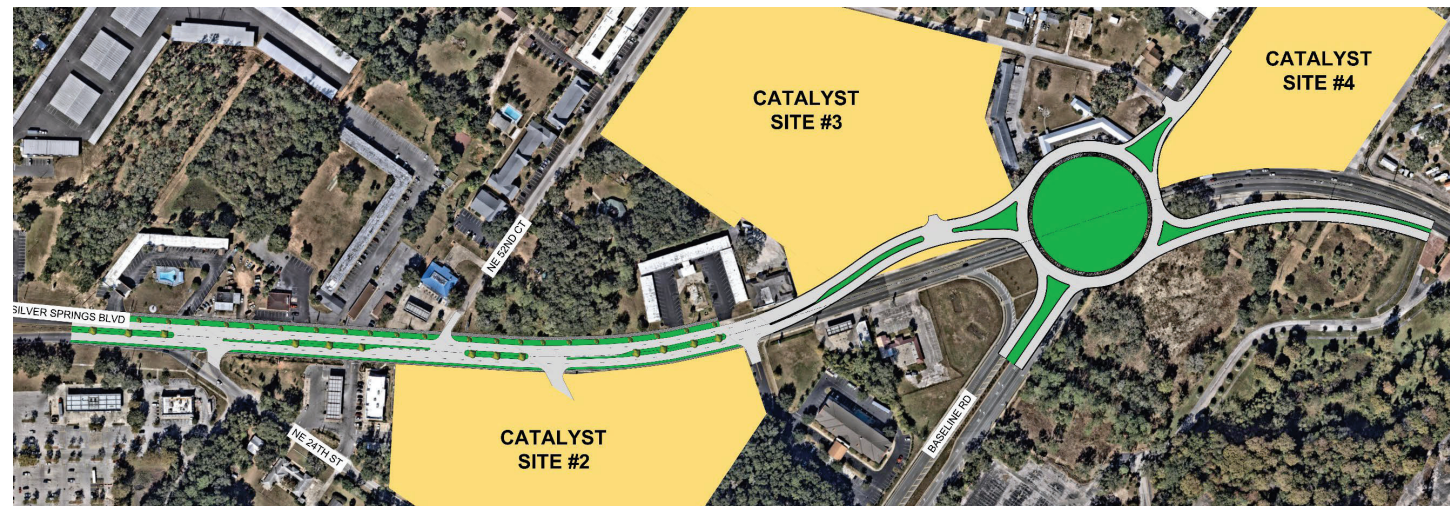 CATALYST
SITE #3
CATALYST
SITE #4
NE 52ND CT
SILVER SPRINGS BLVD
NE 24TH ST
CATALYST
SITE #2
BASELINE RD